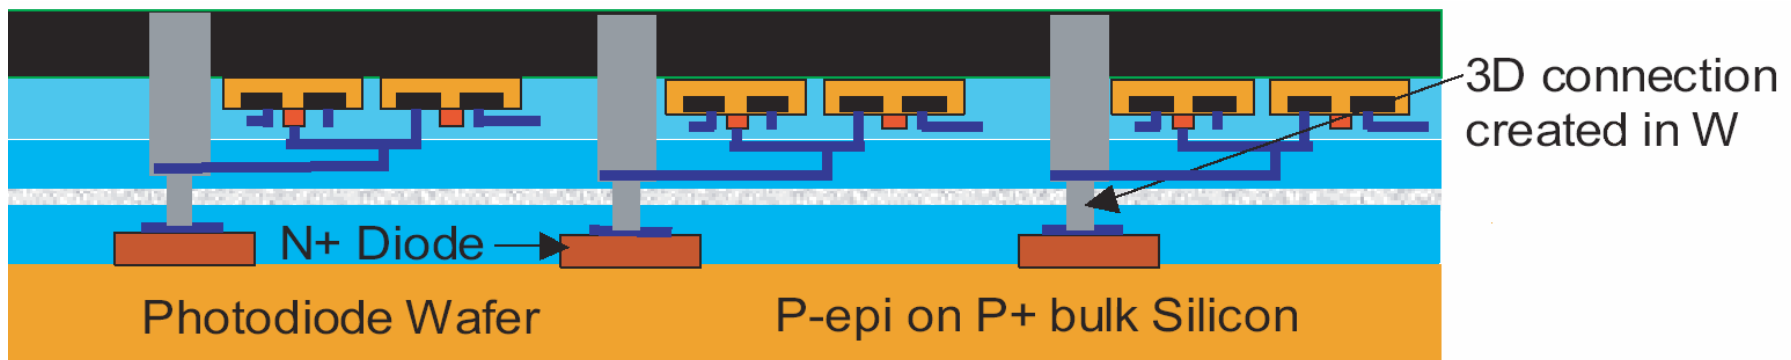 3D connection
created in W
N+ Diode
Photodiode Wafer
P-epi on P+ bulk Silicon